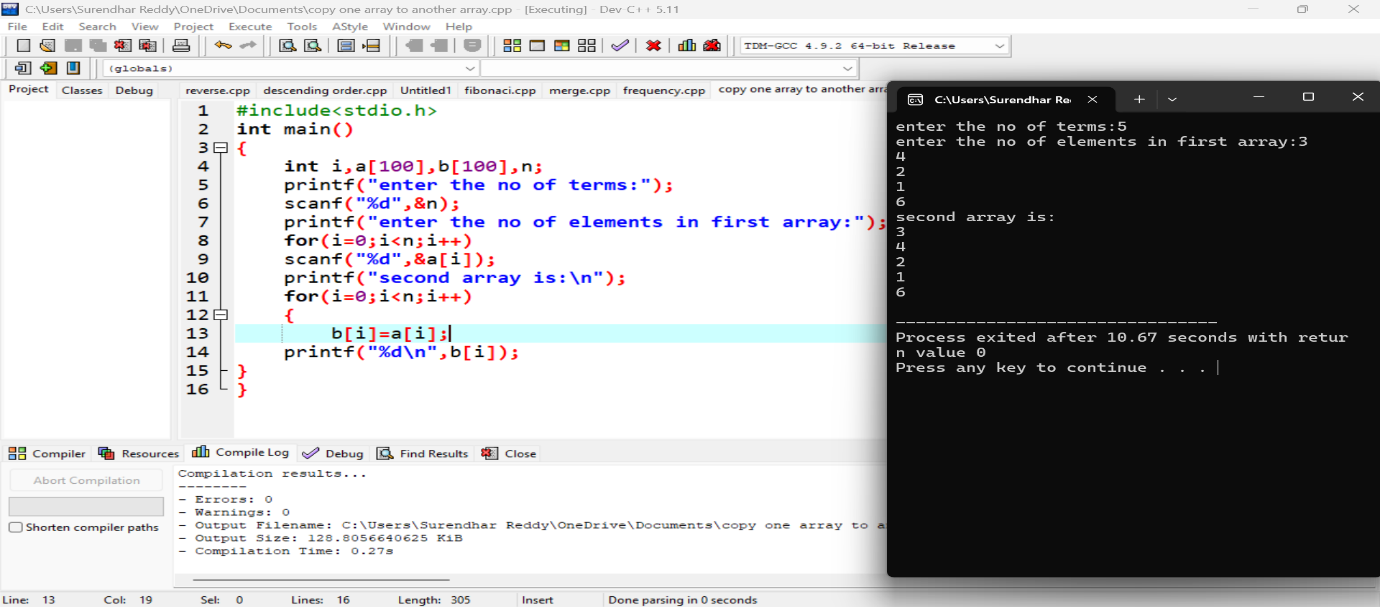 C:\Users\Surendhar Reddy\OneDrive\Documents\copy one array to another array.cpp - [Executing] - Dev-C++ 5.11
File Edit Search View Project Execute Tools AStyle Window Help
TDM-GCC 4.9.2 64-bit Release
(globals)
Project Classes Debug
reverse.cpp descending order.cpp Untitled1 fibonaci.cpp merge.cpp frequency.cpp copy one array to another arr
1 #include<stdio.h>
2 int main()
3 {
4 int i,a[100],b[100],n;
5 printf("enter the no of terms:");
6 scanf("%d",&n);
7 printf("enter the no of elements in first array:");
8 for(i=0;i<n;i++)
9 scanf("%d",&a[i]);
10 printf("second array is:\n");
11 for(i=0;i<n;i++)
12 {
13 b[i]=a[i];
14 printf("%d\n",b[i]);
15 }
16 }
C:\Users\Surendhar Re
enter the no of terms:5
enter the no of elements in first array:3
4
2
1
6
second array is:
3
4
2
1
6
--------------------------------
Process exited after 10.67 seconds with retur
n value 0
Press any key to continue . . .
Compiler Resources Compile Log Debug Find Results Close
Abort Compilation
Shorten compiler paths
Compilation results...
--------
- Errors: 0
- Warnings: 0
- Output Filename: C:\Users\Surendhar Reddy\OneDrive\Documents\copy one array to a
- Output Size: 128.8056640625 KiB
- Compilation Time: 0.27s
Line: 13 Col: 19 Sel: 0 Lines: 16 Length: 305 Insert Done parsing in 0 seconds